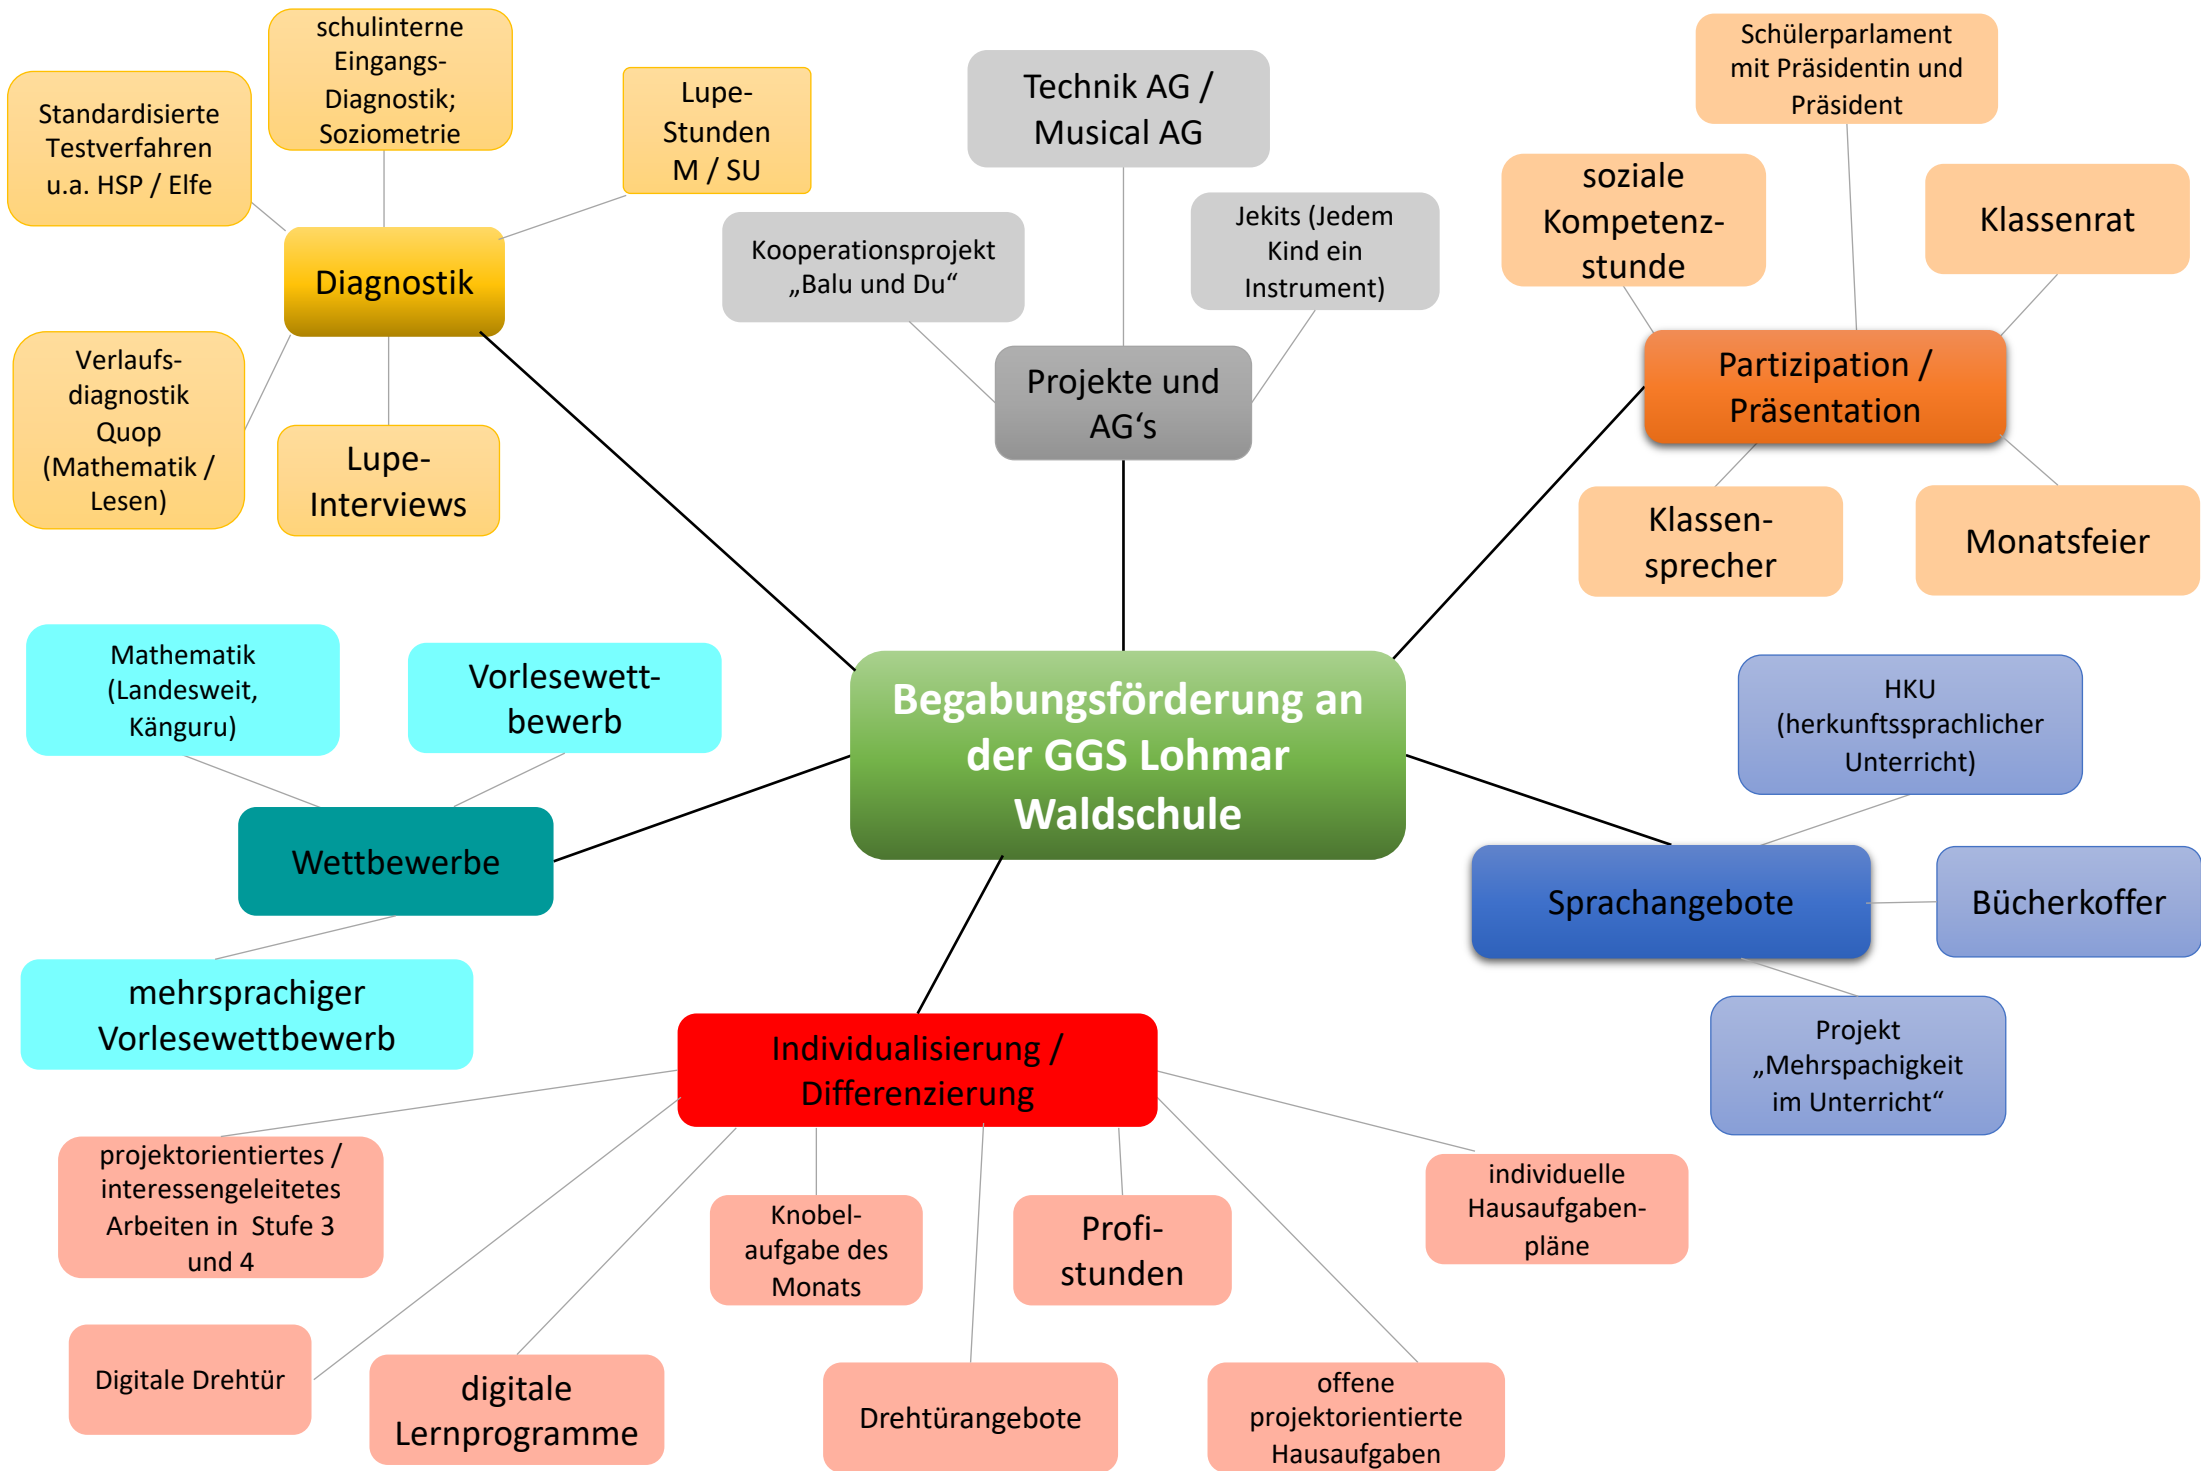 schulinterne
Eingangs-
Diagnostik;
Soziometrie
Standardisierte
Testverfahren
u.a. HSP / Elfe
Lupe-
Stunden
M / SU
Diagnostik
Verlaufs-
diagnostik
Quop
(Mathematik /
Lesen)
Lupe-
Interviews
Technik AG /
Musical AG
Kooperationsprojekt
„Balu und Du“
Jekits (Jedem
Kind ein
Instrument)
Projekte und
AG‘s
Schülerparlament
mit Präsidentin und
Präsident
soziale
Kompetenz-
stunde
Klassenrat
Partizipation /
Präsentation
Klassen-
sprecher
Monatsfeier
Mathematik
(Landesweit,
Känguru)
Vorlesewett-
bewerb
Wettbewerbe
mehrsprachiger
Vorlesewettbewerb
Begabungsförderung an
der GGS Lohmar
Waldschule
HKU
(herkunftssprachlicher
Unterricht)
Sprachangebote
Bücherkoffer
Projekt
„Mehrspachigkeit
im Unterricht“
Individualisierung /
Differenzierung
projektorientiertes /
interessengeleitetes
Arbeiten in  Stufe 3
und 4
Knobel-
aufgabe des
Monats
Profi-
stunden
individuelle
Hausaufgaben-
pläne
Digitale Drehtür
digitale
Lernprogramme
Drehtürangebote
offene
projektorientierte
Hausaufgaben